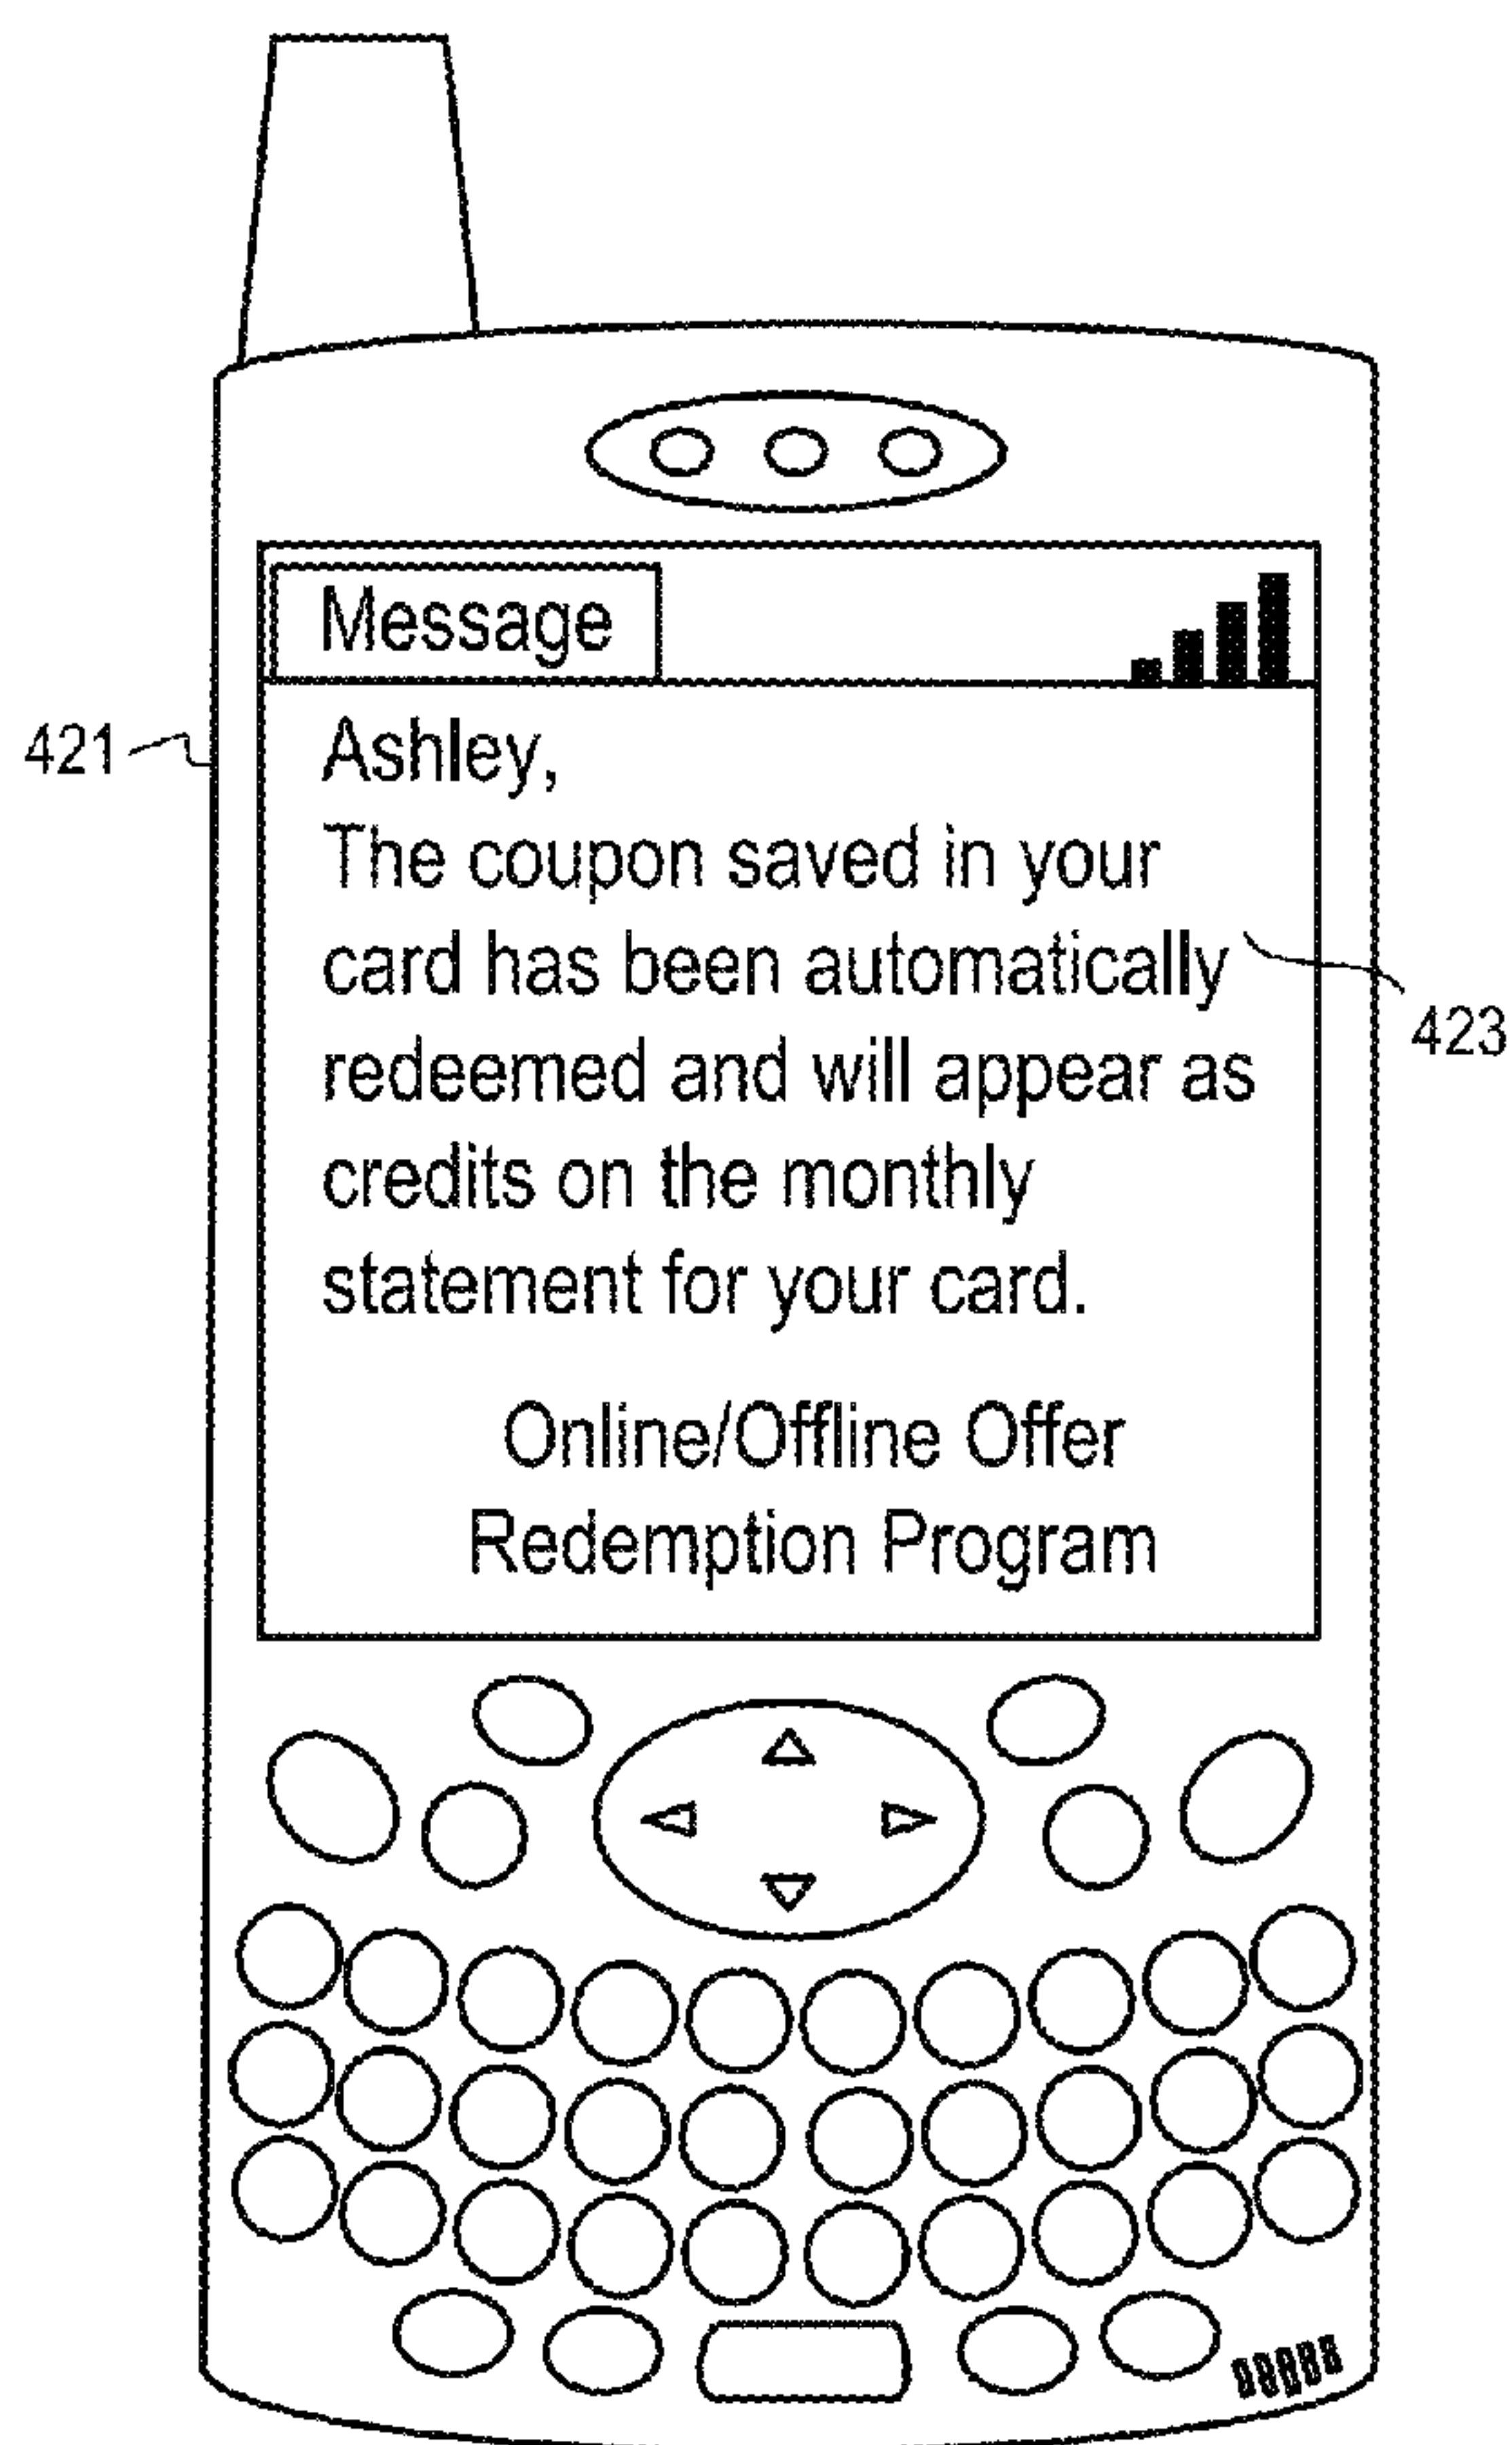 Message
Ashley,
The coupon saved in your
card has been automatically
redeemed and will appear as
credits on the monthly
statement for your card.
Online/Offline Offer
Redemption Program
421
423